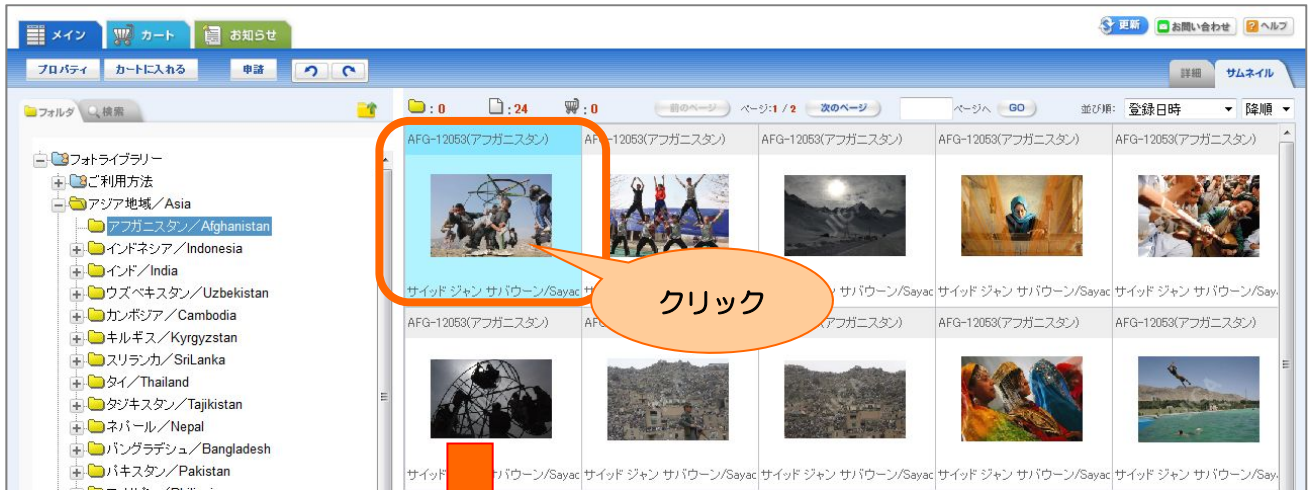 メイン カート お知らせ 更新 お問い合わせ ヘルプ
プロパティ カートに入れる 申請 詳細 サムネイル
フォルダ 検索 : 0 : 24 : 0 前のページ ページ:1 / 2 次のページ ページへ GO 並び順: 登録日時 降順
AFG-12053(アフガニスタン) AFG-12053(アフガニスタン) AFG-12053(アフガニスタン) AFG-12053(アフガニスタン) AFG-12053(アフガニスタン)
フォトライブラリー
ご利用方法
アジア地域/Asia
アフガニスタン/Afghanistan
インドネシア/Indonesia
インド/India
ウズベキスタン/Uzbekistan
カンボジア/Cambodia
キルギス/Kyrgyzstan
スリランカ/SriLanka
タイ/Thailand
タジキスタン/Tajikistan
ネパール/Nepal
バングラデシュ/Bangladesh
パキスタン/Pakistan
サイッド ジャン サバウーン/Sayac サバウーン/Sayac サイッド ジャン サバウーン/Sayac サイッド ジャン サバウーン/Say
クリック
AFG-12053(アフガニスタン) (アフガニスタン) AFG-12053(アフガニスタン) AFG-12053(アフガニスタン)
サイッド サバウーン/Sayac サイッド ジャン サバウーン/Sayac サイッド ジャン サバウーン/Sayac サイッド ジャン サバウーン/Sayac サイッド ジャン サバウーン/Say